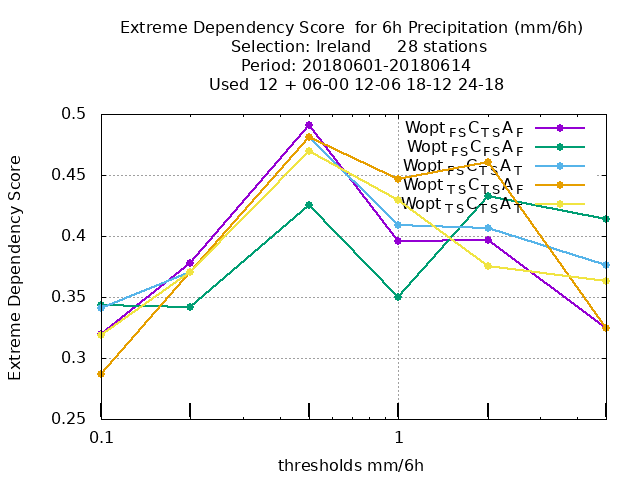 Extreme Dependency Score  for 6h Precipitation (mm/6h)
Selection: Ireland     28 stations
Period: 20180601-20180614
Used  12 + 06-00 12-06 18-12 24-18
Extreme Dependency Score
0.5
0.45
0.4
0.35
0.3
0.25
Wopt FS C TS A F
Wopt FS C FS A F
Wopt FS C TS A T
Wopt TS C TS A F
Wopt TS C TS A T
0.1
1
thresholds mm/6h